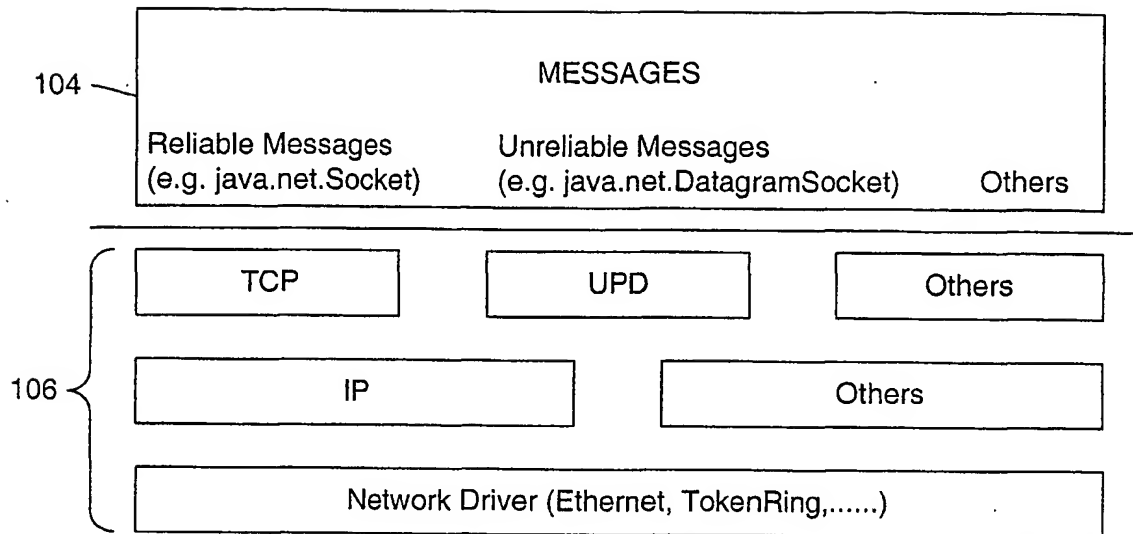 MESSAGES
104
Reliable Messages
(e.g. java.net.Socket)
Unreliable Messages
(e.g. java.net.DatagramSocket)
Others
TCP
UPD
Others
106
IP
Others
Network Driver (Ethernet, TokenRing,......)